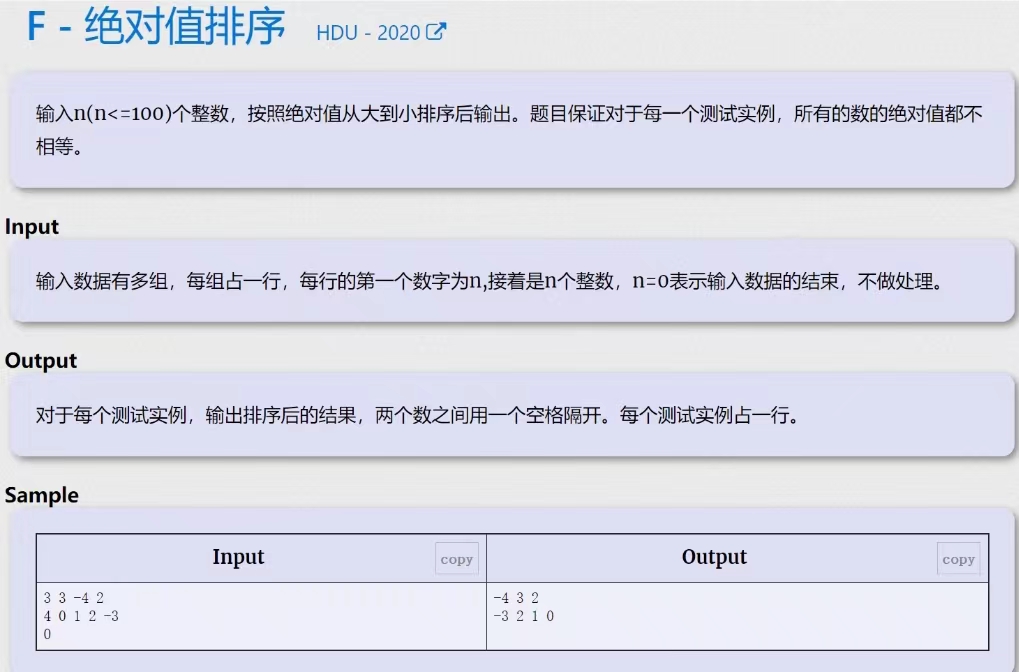 F - 绝对值排序 HDU - 2020
输入n(n<=100)个整数，按照绝对值从大到小排序后输出。题目保证对于每一个测试实例，所有的数的绝对值都不
相等。
Input
输入数据有多组，每组占一行，每行的第一个数字为n,接着是n个整数，n=0表示输入数据的结束，不做处理。
Output
对于每个测试实例，输出排序后的结果，两个数之间用一个空格隔开。每个测试实例占一行。
Sample
Input copy Output copy
3 3 -4 2 -4 3 2
4 0 1 2 -3 -3 2 1 0
0